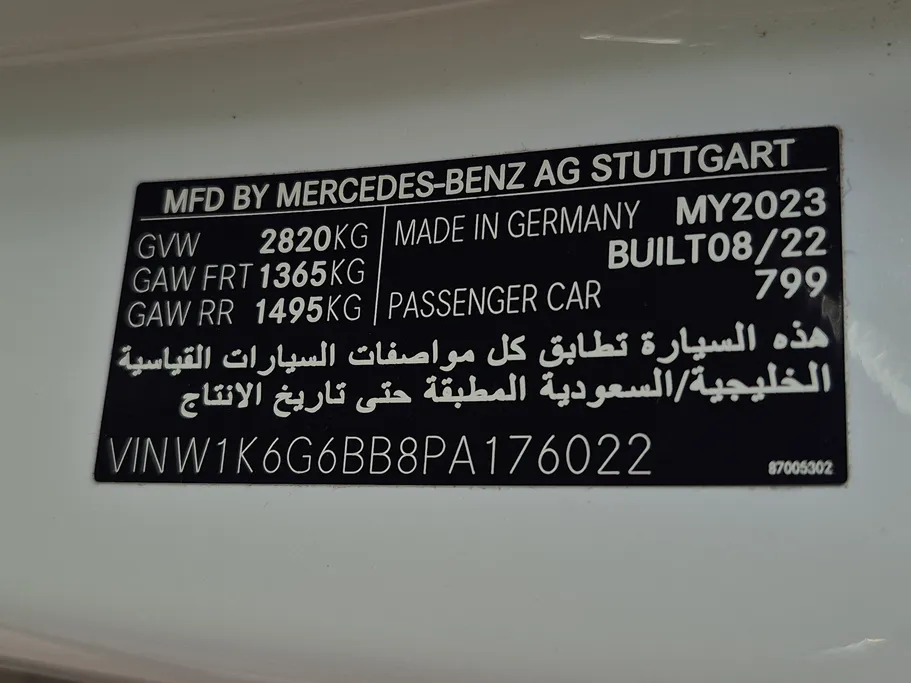 MFD BY MERCEDES-BENZ AG STUTTGART
GVW 2820KG
GAW FRT 1365KG
GAW RR 1495KG
MADE IN GERMANY MY2023
BUILT08/22
799
PASSENGER CAR
هذه السيارة تطابق كل مواصفات السيارات القياسية
الخليجية/السعودية المطبقة حتى تاريخ الانتاج
VINW1K6G6BB8PA176022
87005302